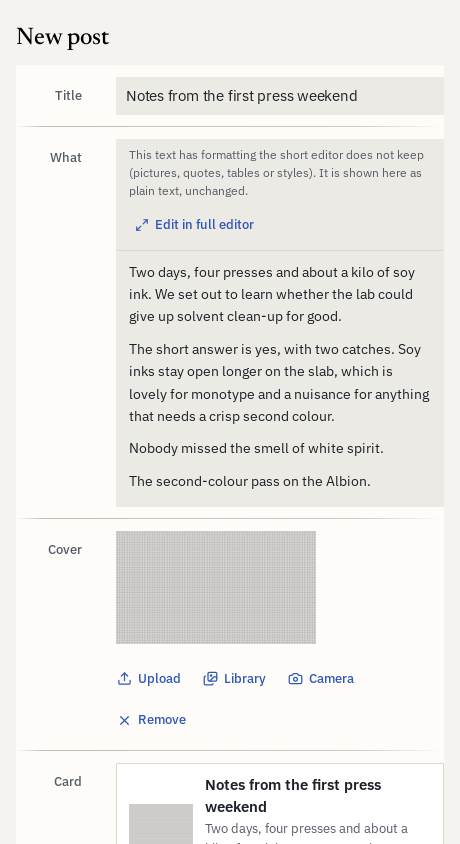 New post
Title
Notes from the first press weekend
What
This text has formatting the short editor does not keep
(pictures, quotes, tables or styles). It is shown here as
plain text, unchanged.
Edit in full editor
Two days, four presses and about a kilo of soy
ink. We set out to learn whether the lab could
give up solvent clean-up for good.
The short answer is yes, with two catches. Soy
inks stay open longer on the slab, which is
lovely for monotype and a nuisance for anything
that needs a crisp second colour.
Nobody missed the smell of white spirit.
The second-colour pass on the Albion.
Cover
Upload
Library
Camera
Remove
Card
Notes from the first press
weekend
Two days, four presses and about a